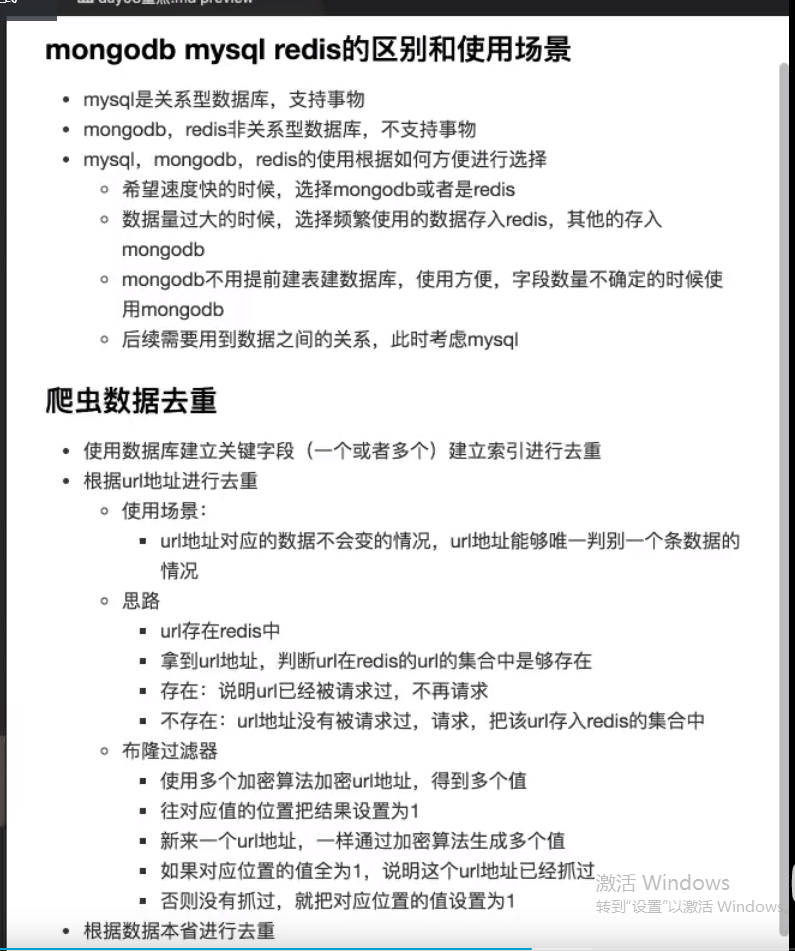 mongodb mysql redis的区别和使用场景
mysql是关系型数据库，支持事物
mongodb，redis非关系型数据库，不支持事物
mysql，mongodb，redis的使用根据如何方便进行选择
希望速度快的时候，选择mongodb或者是redis
数据量过大的时候，选择频繁使用的数据存入redis，其他的存入
mongodb
mongodb不用提前建表建数据库，使用方便，字段数量不确定的时候使
用mongodb
后续需要用到数据之间的关系，此时考虑mysql
爬虫数据去重
使用数据库建立关键字段（一个或者多个）建立索引进行去重
根据url地址进行去重
使用场景：
url地址对应的数据不会变的情况，url地址能够唯一判别一个条数据的
情况
思路
url存在redis中
拿到url地址，判断url在redis的url的集合中是够存在
存在：说明url已经被请求过，不再请求
不存在：url地址没有被请求过，请求，把该url存入redis的集合中
布隆过滤器
使用多个加密算法加密url地址，得到多个值
往对应值的位置把结果设置为1
新来一个url地址，一样通过加密算法生成多个值
如果对应位置的值全为1，说明这个url地址已经抓过
否则没有抓过，就把对应位置的值设置为1
根据数据本省进行去重
激活 Windows
转到“设置”以激活 Windows